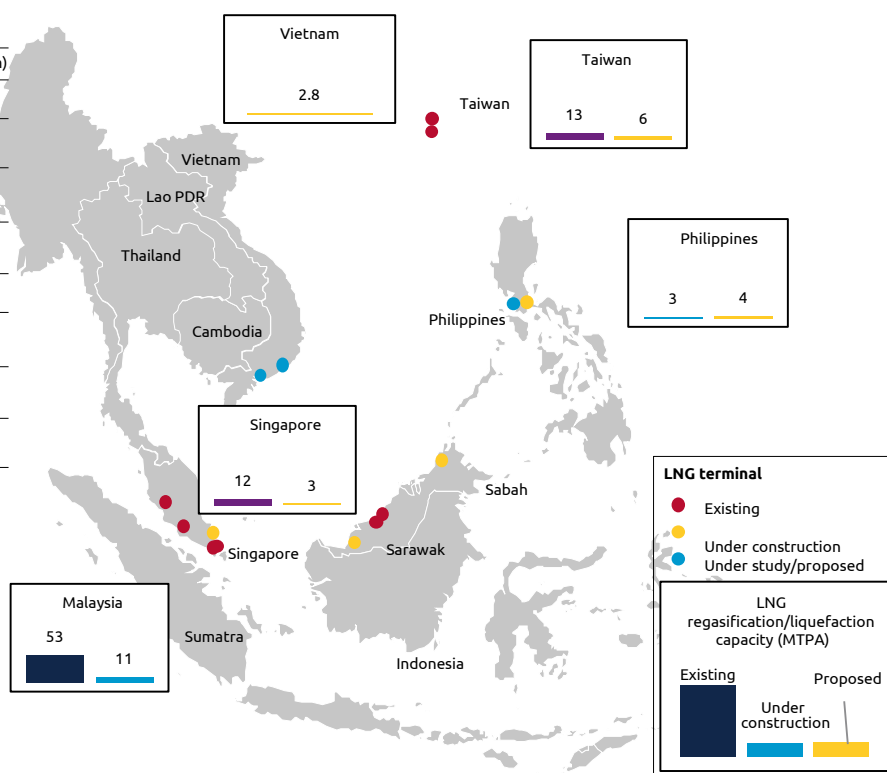 Vietnam
2.8
Taiwan
13
6
Taiwan
Vietnam
Lao PDR
Thailand
Cambodia
Philippines
3
4
Philippines
Singapore
12
3
Sabah
Sarawak
Singapore
Malaysia
53
11
Sumatra
Indonesia
LNG terminal
Existing
Under construction
Under study/proposed
LNG
regasification/liquefaction
capacity (MTPA)
Existing
Proposed
Under
construction